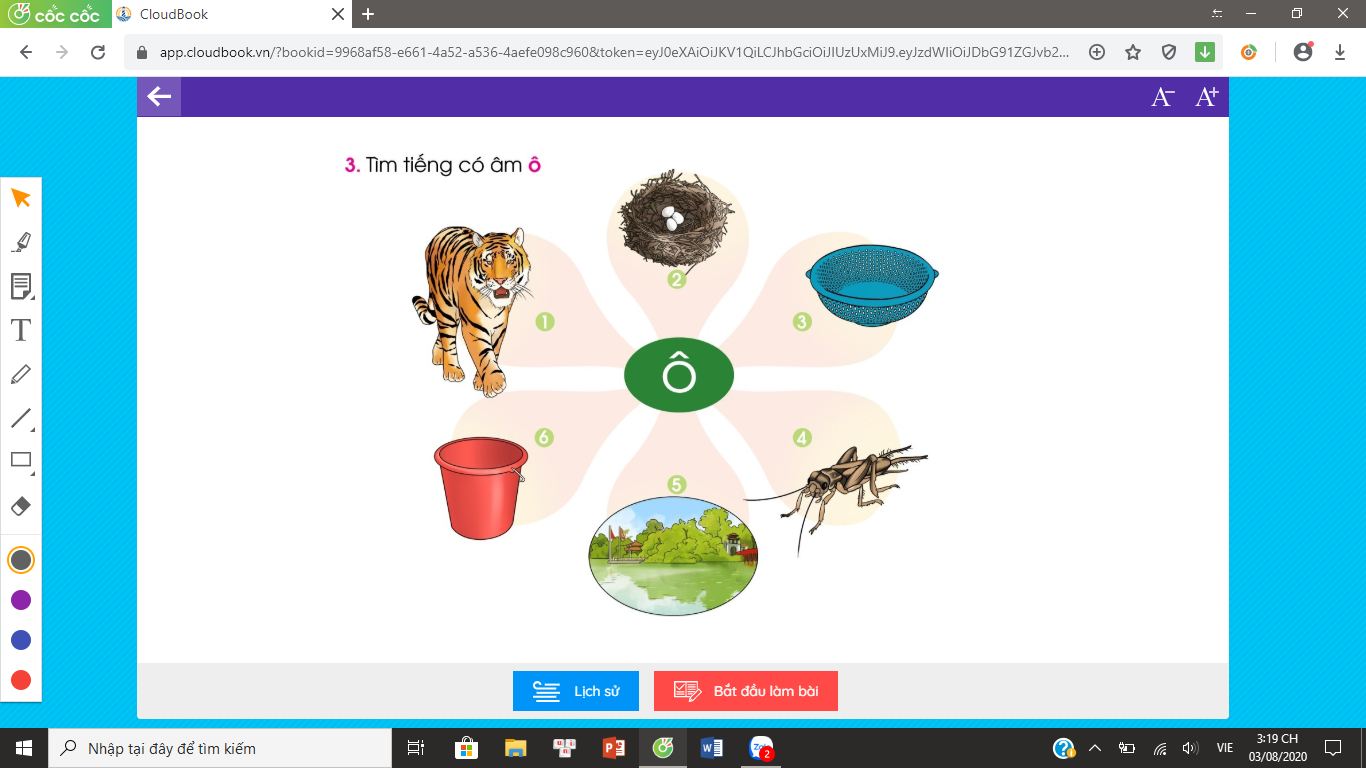 cốc cốc
CloudBook
app.cloudbook.vn/?bookid=9968af58-e661-4a52-a536-4aefe098c960&token=eyJ0eXAiOiJKV1QiLCJhbGciOiJIUzUxMiJ9.eyJzdWIiOiJDbG91ZGJvb2...
A−
A+
3. Tìm tiếng có âm ô
2
1
3
Ô
6
4
5
T
Lịch sử
Bắt đầu làm bài
Nhập tại đây để tìm kiếm
2
VIE
3:19 CH
03/08/2020